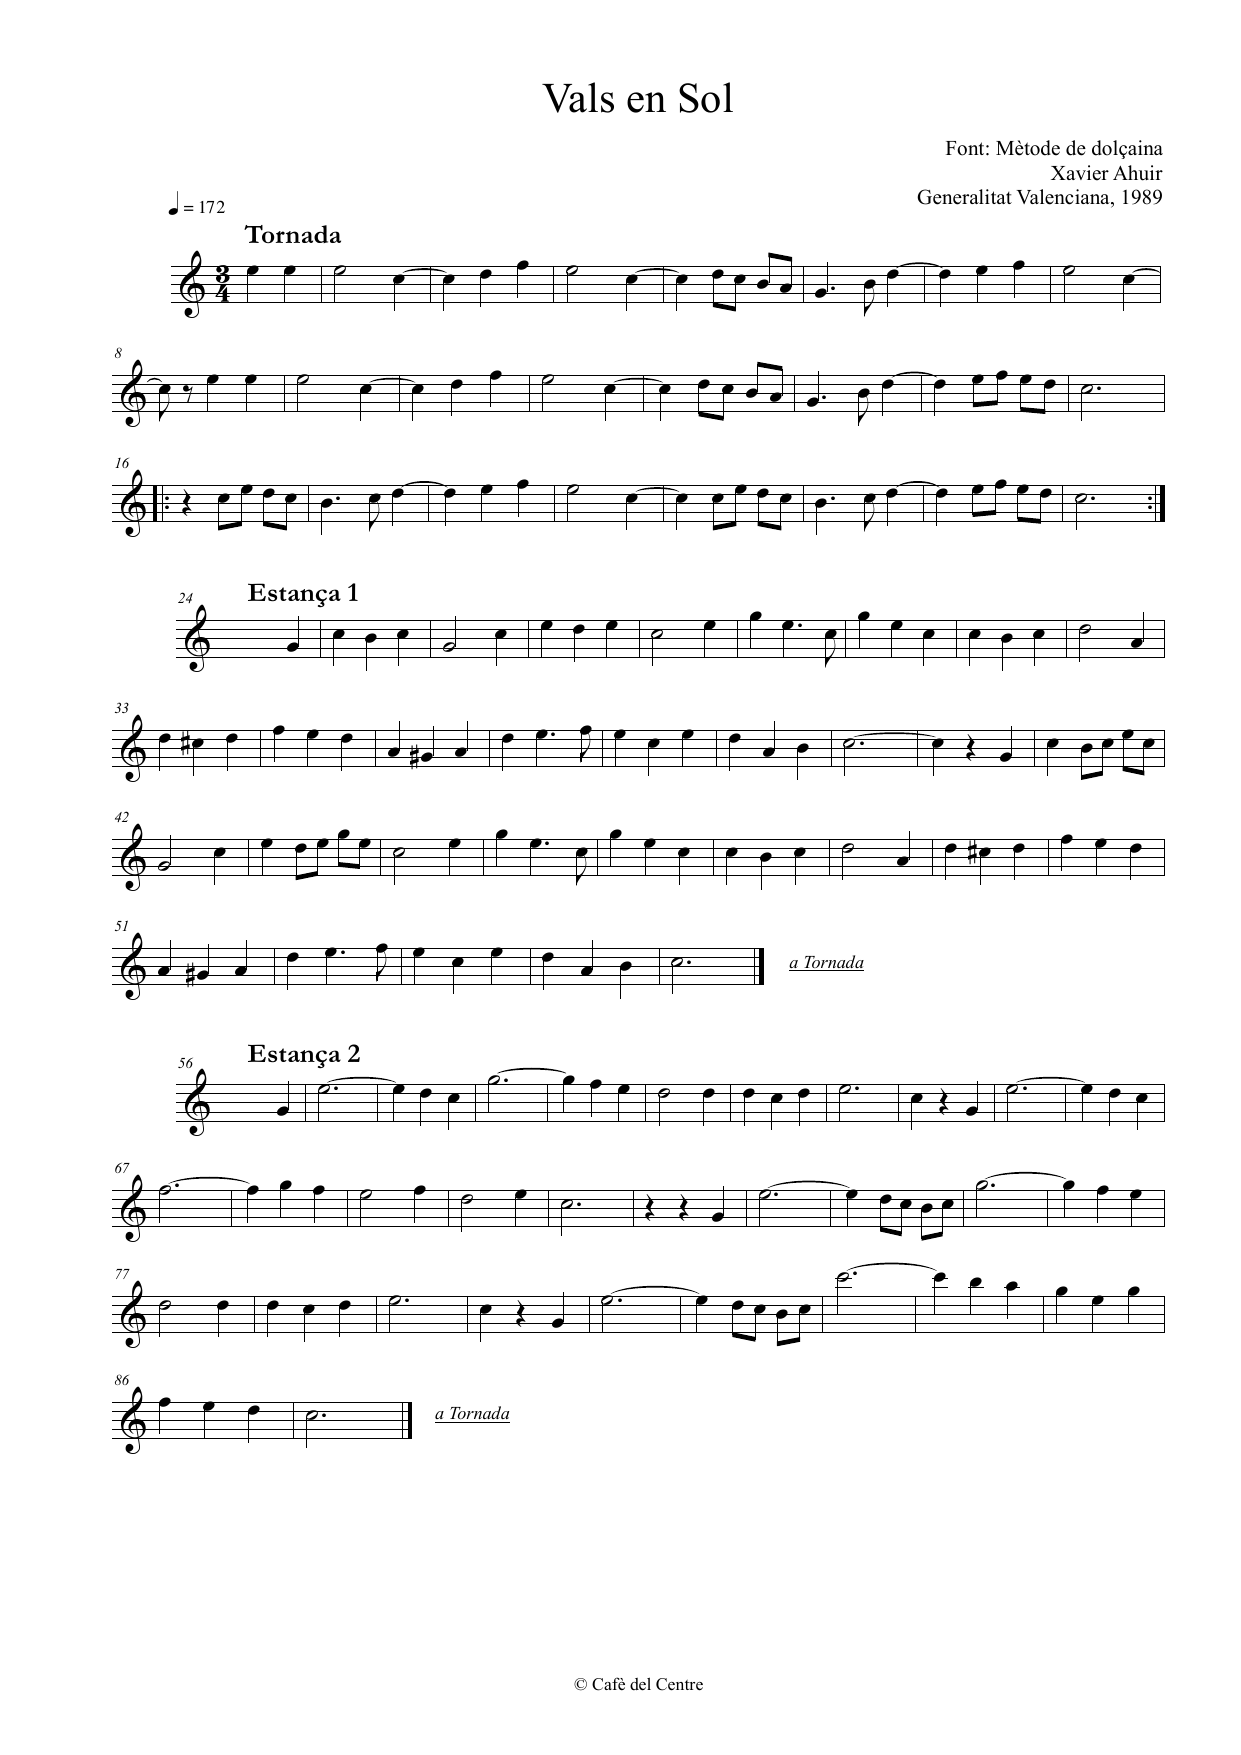 Vals en Sol
Font: Mètode de dolçaina
Xavier Ahuir
Generalitat Valenciana, 1989
= 172
Tornada
3
4
8
16
24
Estança 1
33
42
51
a Tornada
56
Estança 2
67
77
86
a Tornada
© Cafè del Centre